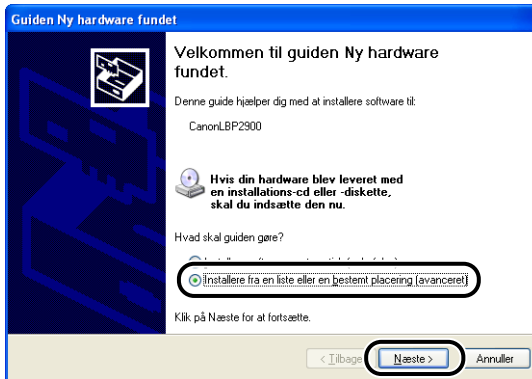 Guiden Ny hardware fundet
Velkommen til guiden Ny hardware
fundet.
Denne guide hjælper dig med at installere software til:
CanonLBP2900
Hvis din hardware blev leveret med
en installations-cd eller -diskette,
skal du indsætte den nu.
Hvad skal guiden gøre?
Installere fra en liste eller en bestemt placering (avanceret)
Klik på Næste for at fortsætte.
< Tilbage
Næste >
Annuller